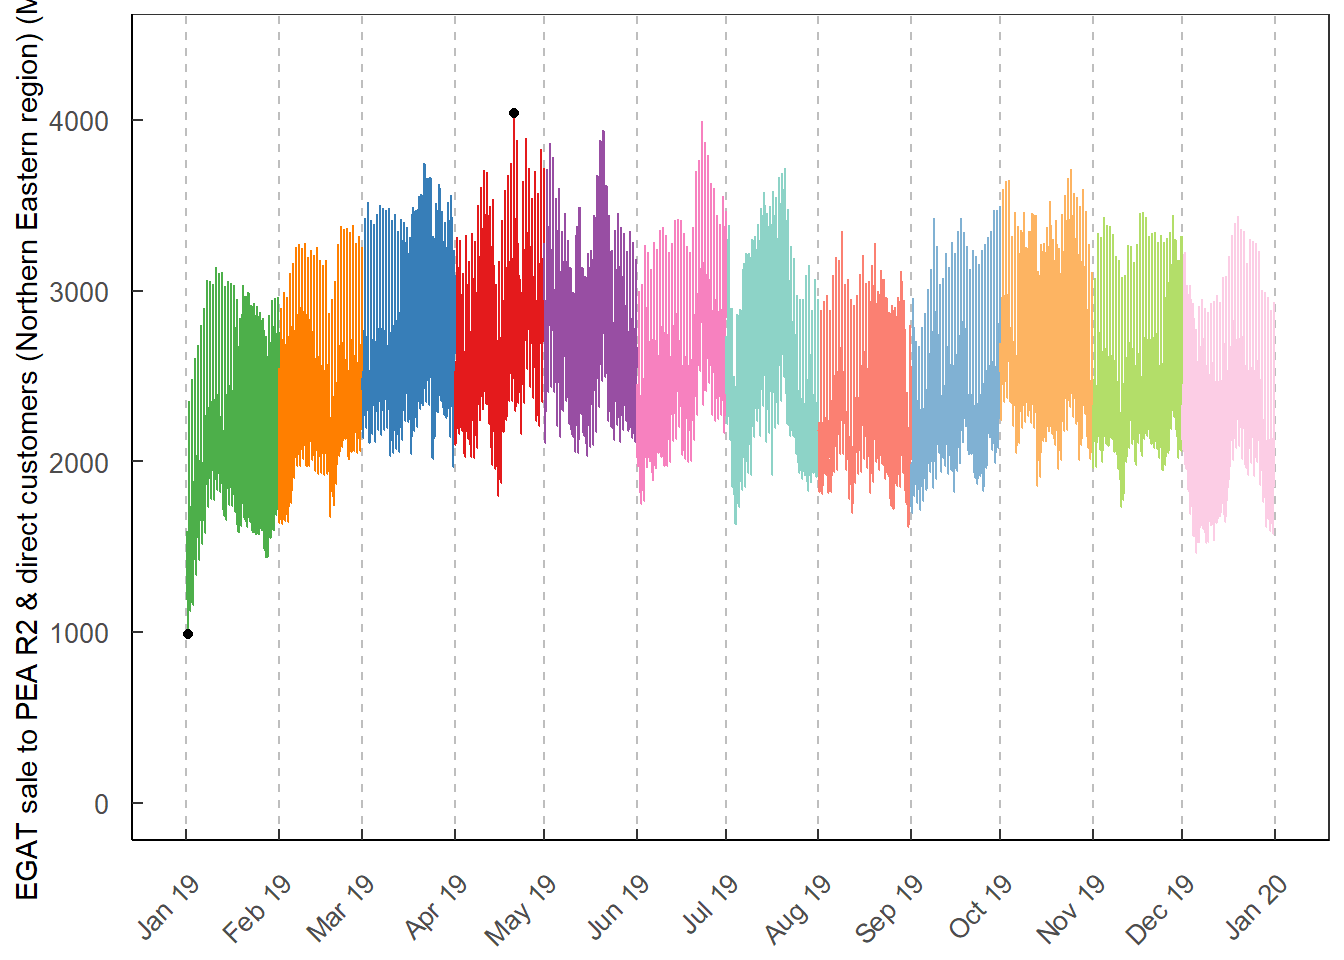 EGAT sale to PEA R2 & direct customers (Northern Eastern region) (M
4000
3000
2000
1000
0
Jan 19
Feb 19
Mar 19
Apr 19
May 19
Jun 19
Jul 19
Aug 19
Sep 19
Oct 19
Nov 19
Dec 19
Jan 20